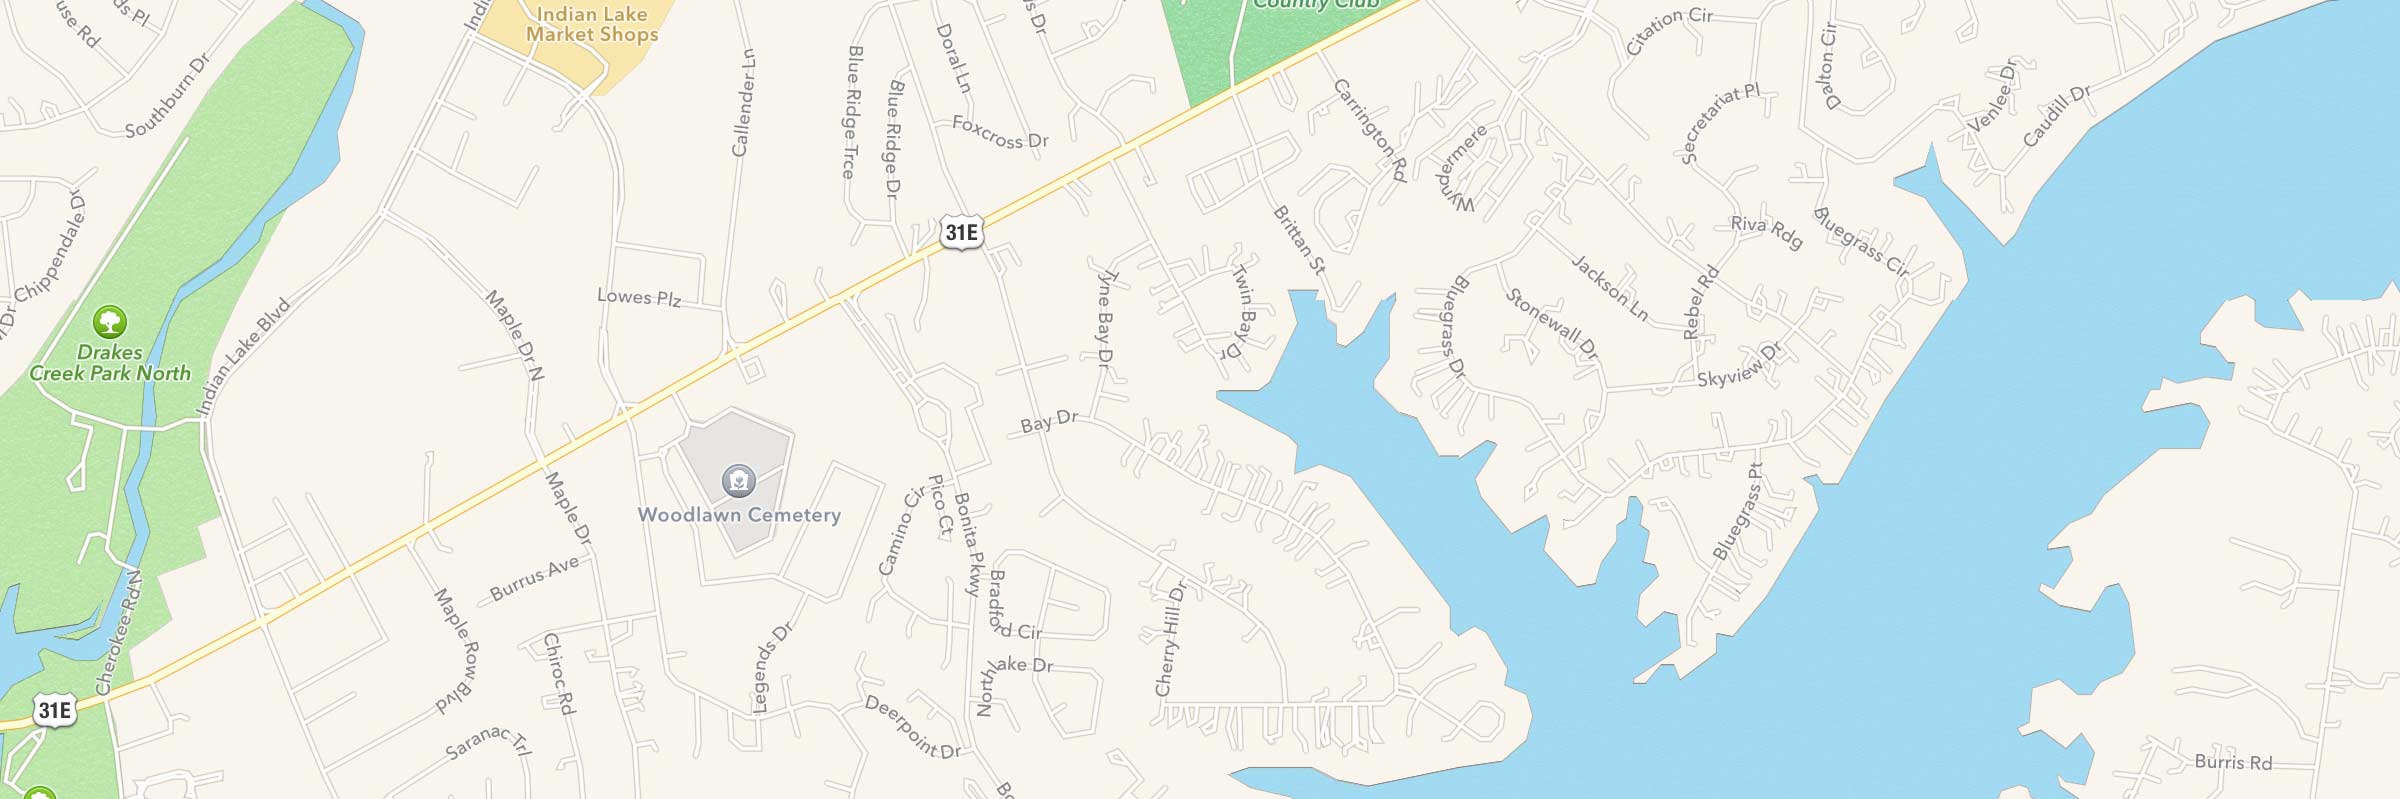 Indian Lake
Market Shops
Country Club
Citation Cir
Southburn Dr
Callender Ln
Blue Ridge Trce
Blue Ridge Dr
Doral Ln
Foxcross Dr
Carrington Rd
Wyndermere
Secretariat Pl
Dalton Cir
Venlee Dr
Caudill Dr
Chippendale Dr
31E
Brittan St
Riva Rdg
Bluegrass Cir
Lowes Plz
Maple Dr N
Indian Lake Blvd
Tyne Bay Dr
Twin Bay Dr
Bluegrass Dr
Stonewall Dr
Jackson Ln
Rebel Rd
Skyview Dr
Drakes
Creek Park North
Bay Dr
Woodlawn Cemetery
Maple Dr
Camino Cir
Pico Ct
Bonita Pkwy
Bluegrass Pt
Burrus Ave
Cherokee Rd N
Maple Row Blvd
Bradford Cir
Cherry Hill Dr
Chiroc Rd
Legends Dr
Northlake Dr
N
31E
Deerpoint Dr
Saranac Trl
Burris Rd